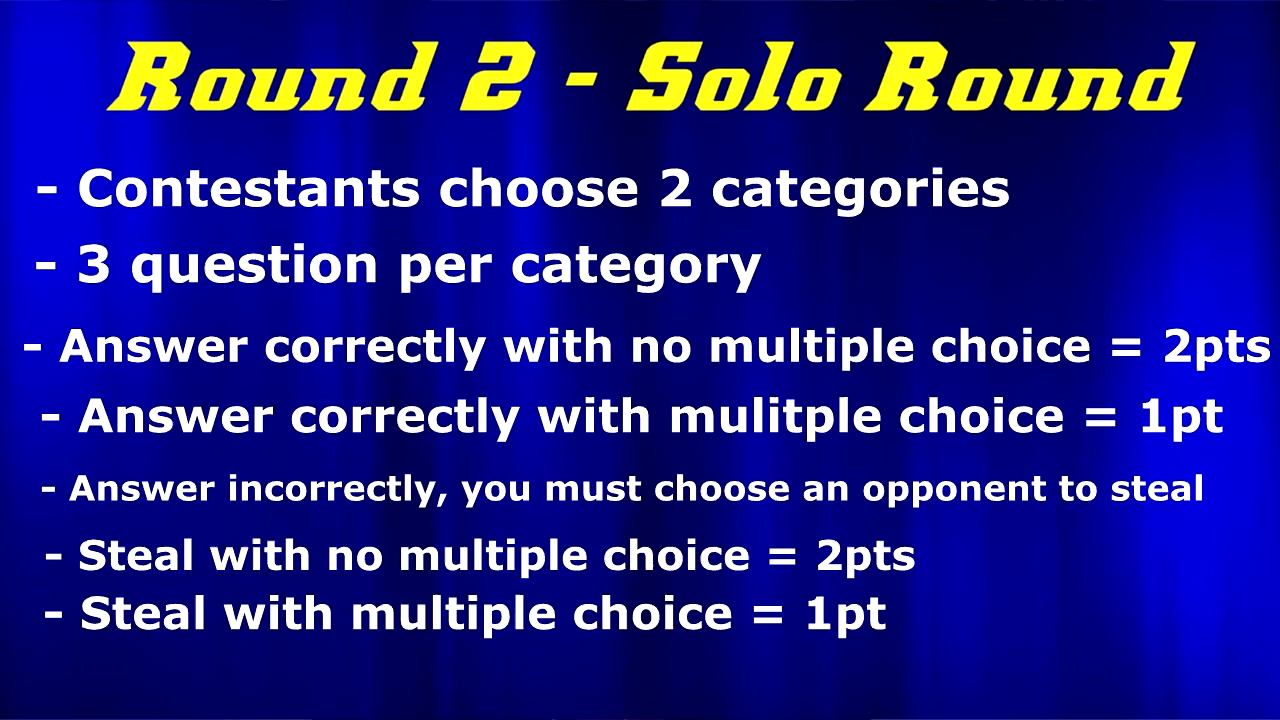 Round 2 - Solo Round
- Contestants choose 2 categories
- 3 question per category
- Answer correctly with no multiple choice = 2pts
- Answer correctly with mulitple choice = 1pt
- Answer incorrectly, you must choose an opponent to steal
- Steal with no multiple choice = 2pts
- Steal with multiple choice = 1pt